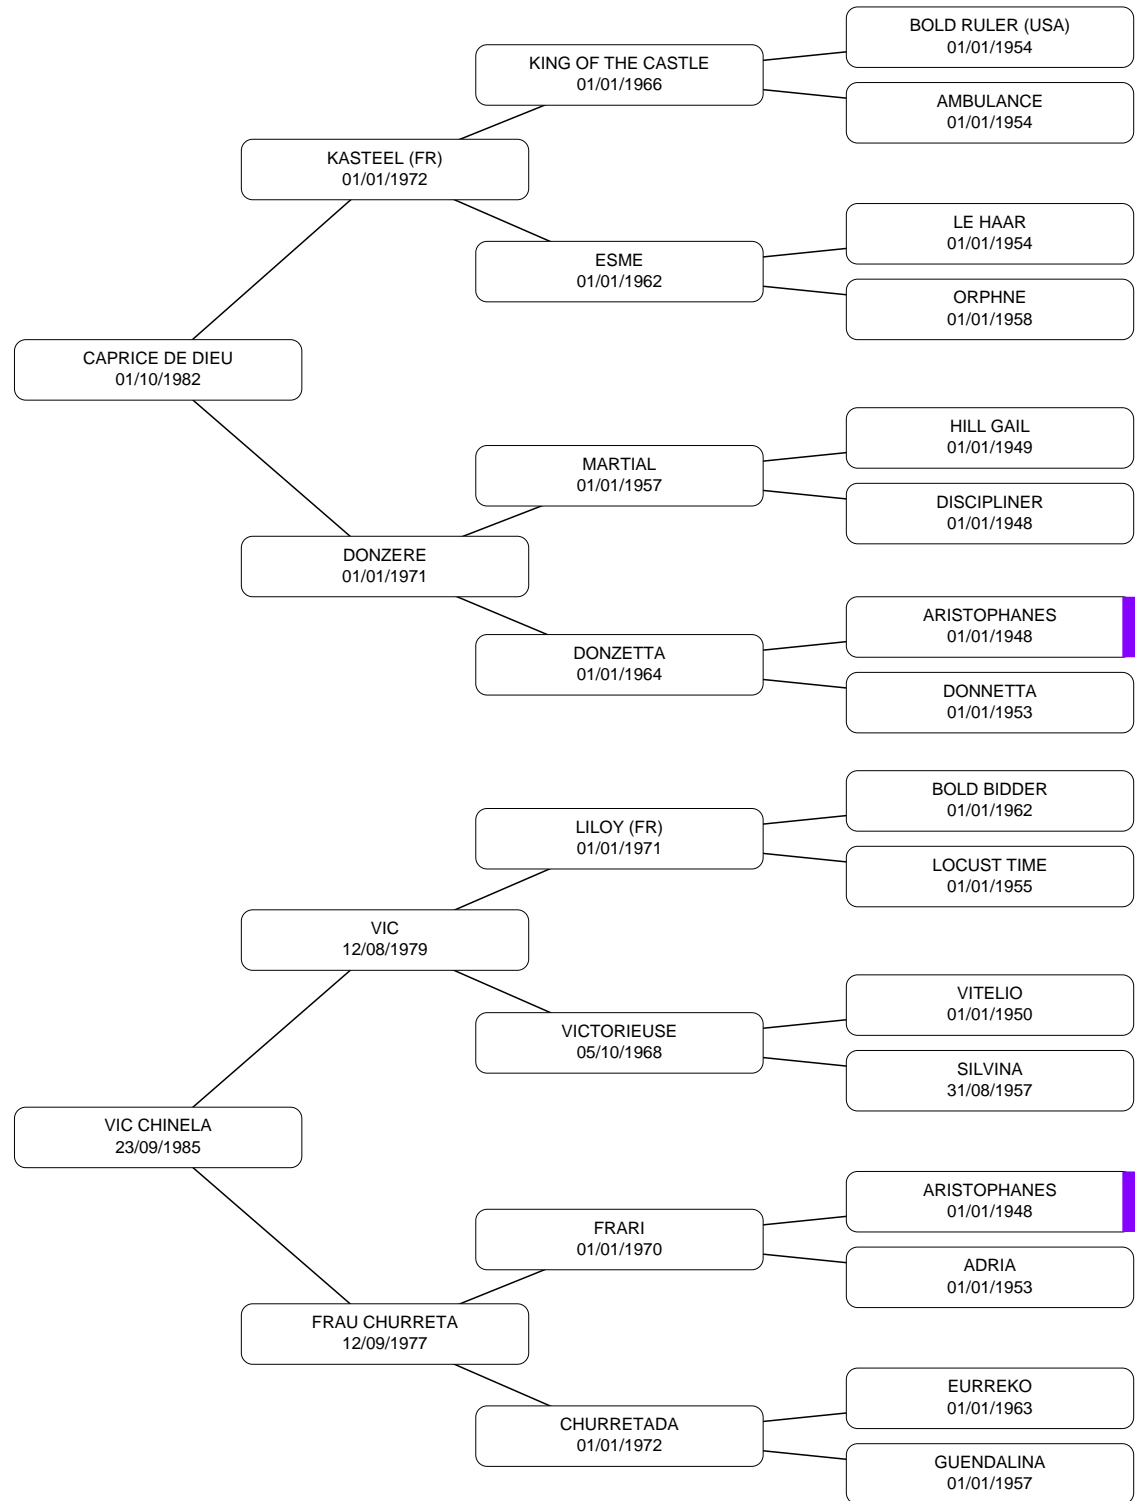 BOLD RULER (USA)
01/01/1954
KING OF THE CASTLE
01/01/1966
AMBULANCE
01/01/1954
KASTEEL (FR)
01/01/1972
LE HAAR
01/01/1954
ESME
01/01/1962
ORPHNE
01/01/1958
CAPRICE DE DIEU
01/10/1982
HILL GAIL
01/01/1949
MARTIAL
01/01/1957
DISCIPLINER
01/01/1948
DONZERE
01/01/1971
ARISTOPHANES
01/01/1948
DONZETTA
01/01/1964
DONNETTA
01/01/1953
BOLD BIDDER
01/01/1962
LILOY (FR)
01/01/1971
LOCUST TIME
01/01/1955
VIC
12/08/1979
VITELIO
01/01/1950
VICTORIEUSE
05/10/1968
SILVINA
31/08/1957
VIC CHINELA
23/09/1985
ARISTOPHANES
01/01/1948
FRARI
01/01/1970
ADRIA
01/01/1953
FRAU CHURRETA
12/09/1977
EURREKO
01/01/1963
CHURRETADA
01/01/1972
GUENDALINA
01/01/1957